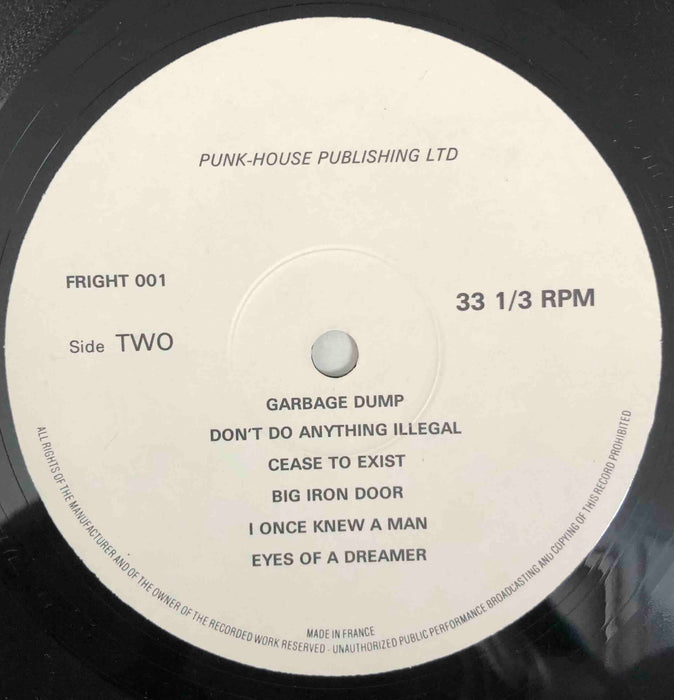 PUNK-HOUSE PUBLISHING LTD
FRIGHT 001
33 1/3 RPM
Side TWO
GARBAGE DUMP
DON'T DO ANYTHING ILLEGAL
CEASE TO EXIST
BIG IRON DOOR
I ONCE KNEW A MAN
EYES OF A DREAMER
MADE IN FRANCE
ALL RIGHTS OF THE MANUFACTURER AND OF THE OWNER OF THE RECORDED WORK RESERVED - UNAUTHORIZED PUBLIC PERFORMANCE BROADCASTING AND COPYING OF THIS RECORD PROHIBITED